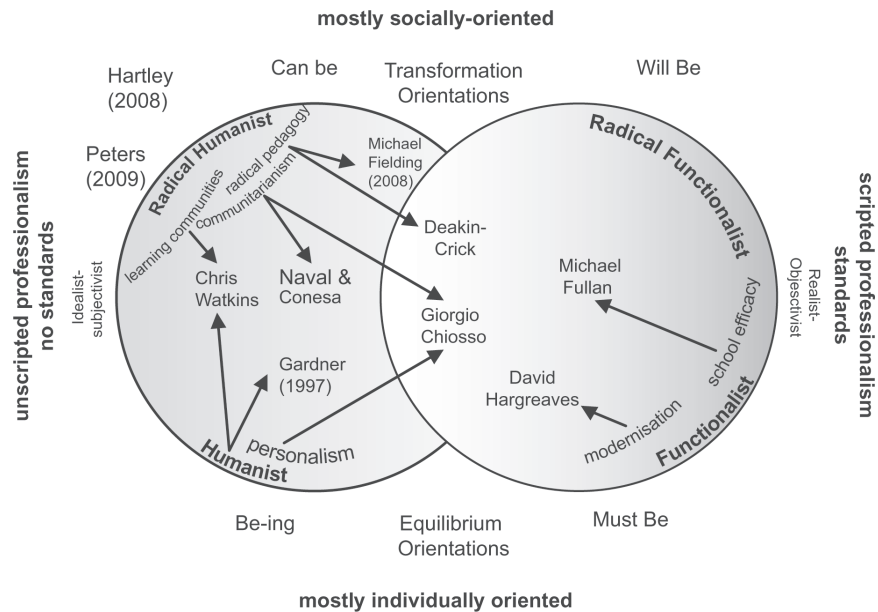 mostly socially-oriented
Hartley
(2008)
Can be
Transformation
Orientations
Will Be
Peters
(2009)
Radical Humanist
radical pedagogy
communitarianism
learning communities
Michael
Fielding
(2008)
Radical Functionalist
Deakin-
Crick
Chris
Watkins
Naval &
Conesa
Michael
Fullan
Giorgio
Chiosso
school efficacy
Gardner
(1997)
David
Hargreaves
modernisation
Functionalist
personalism
Humanist
unscripted professionalism
no standards
Idealist-
subjectivist
scripted professionalism
standards
Realist-
Objesctivist
Be-ing
Equilibrium
Orientations
Must Be
mostly individually oriented